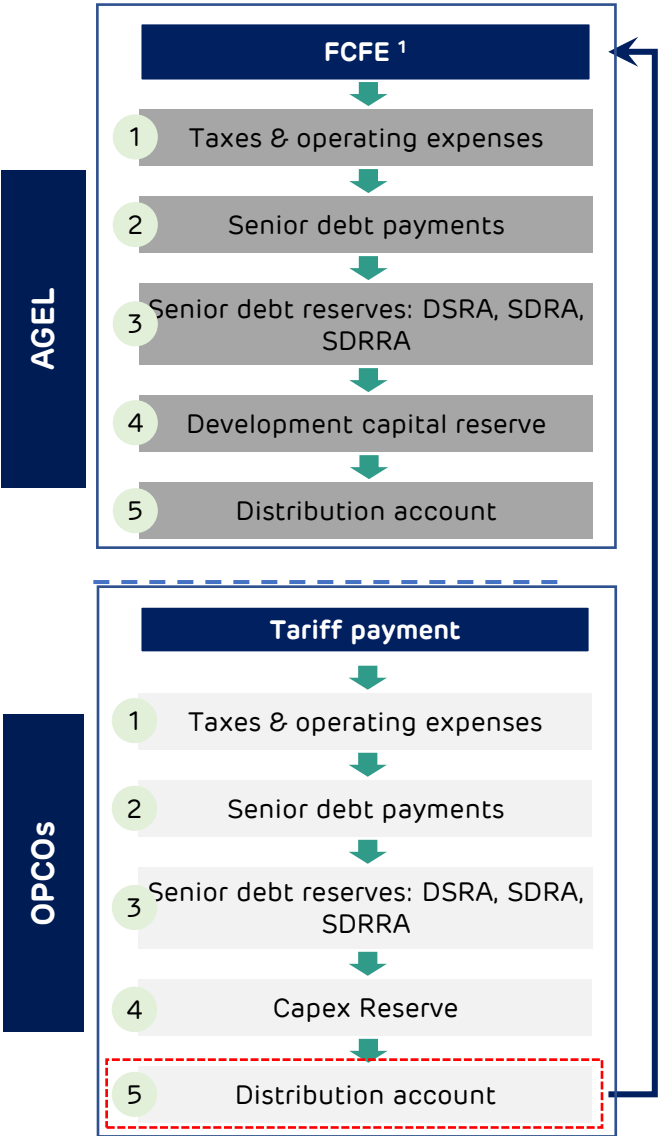 FCFE ¹
1 Taxes & operating expenses
2 Senior debt payments
3 Senior debt reserves: DSRA, SDRA,
SDRRA
4 Development capital reserve
5 Distribution account
AGEL
Tariff payment
1 Taxes & operating expenses
2 Senior debt payments
3 Senior debt reserves: DSRA, SDRA,
SDRRA
4 Capex Reserve
5 Distribution account
OPCOs